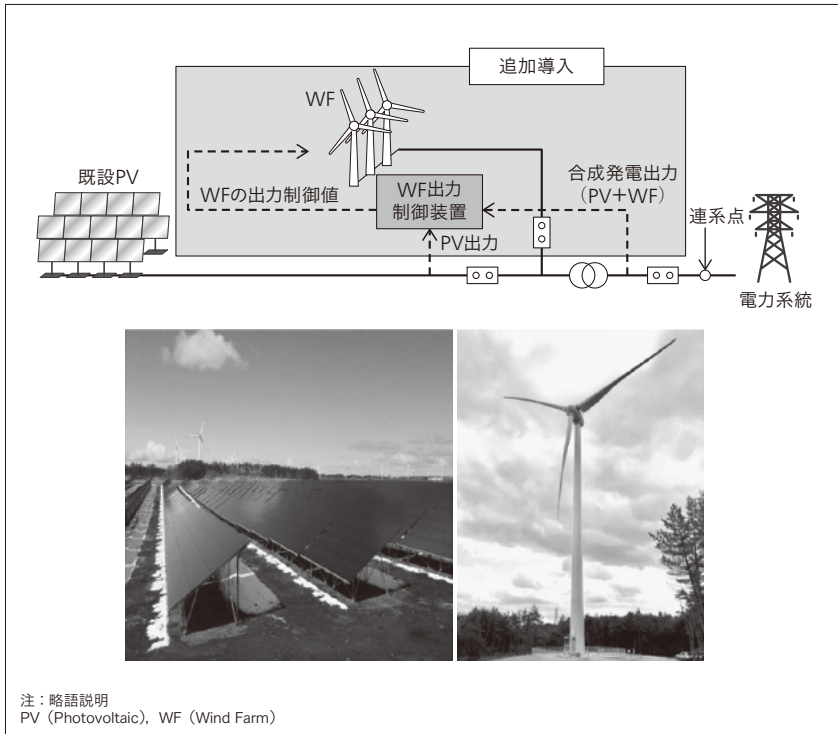 追加導入
WF
既設PV
WFの出力制御値
WF出力
制御装置
合成発電出力
（PV＋WF）
連系点
PV出力
電力系統
注：略語説明
PV（Photovoltaic），WF（Wind Farm）